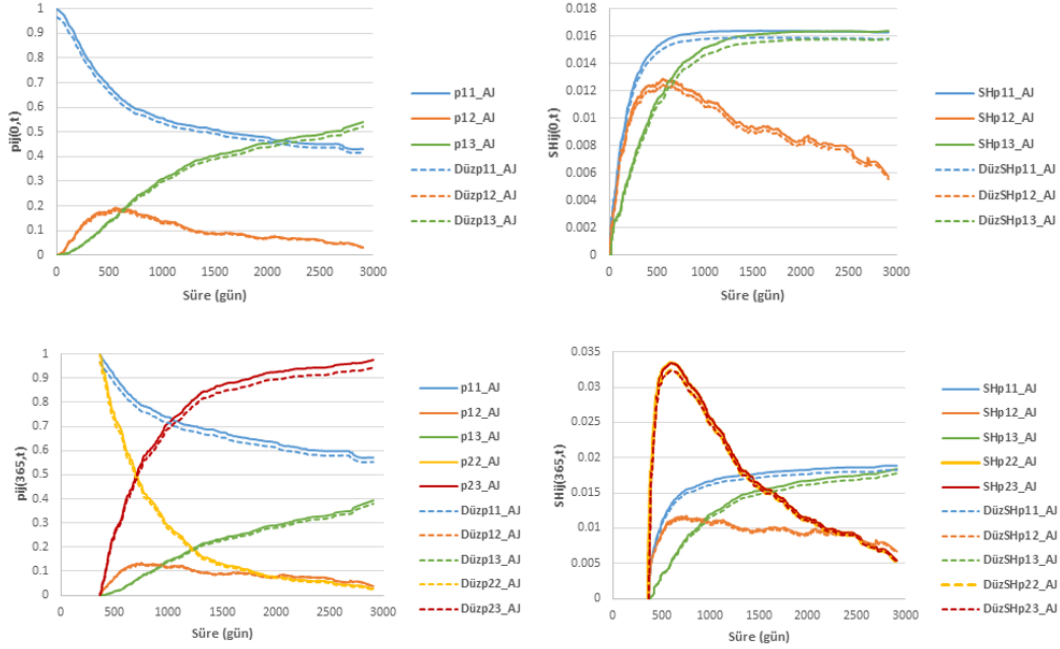 1
0.9
0.8
0.7
0.6
0.5
0.4
0.3
0.2
0.1
0
pij(0,t)
0 500 1000 1500 2000 2500 3000
Süre (gün)
p11_AJ
p12_AJ
p13_AJ
Düzp11_AJ
Düzp12_AJ
Düzp13_AJ
0.018
0.016
0.014
0.012
0.01
0.008
0.006
0.004
0.002
0
SHij(0,t)
0 500 1000 1500 2000 2500 3000
Süre (gün)
SHp11_AJ
SHp12_AJ
SHp13_AJ
DüzSHp11_AJ
DüzSHp12_AJ
DüzSHp13_AJ
1
0.9
0.8
0.7
0.6
0.5
0.4
0.3
0.2
0.1
0
pij(365,t)
0 500 1000 1500 2000 2500 3000
Süre (gün)
p11_AJ
p12_AJ
p13_AJ
p22_AJ
p23_AJ
Düzp11_AJ
Düzp12_AJ
Düzp13_AJ
Düzp22_AJ
Düzp23_AJ
0.035
0.03
0.025
0.02
0.015
0.01
0.005
0
SHij(365,t)
0 500 1000 1500 2000 2500 3000
Süre (gün)
SHp11_AJ
SHp12_AJ
SHp13_AJ
SHp22_AJ
SHp23_AJ
DüzSHp11_AJ
DüzSHp12_AJ
DüzSHp13_AJ
DüzSHp22_AJ
DüzSHp23_AJ